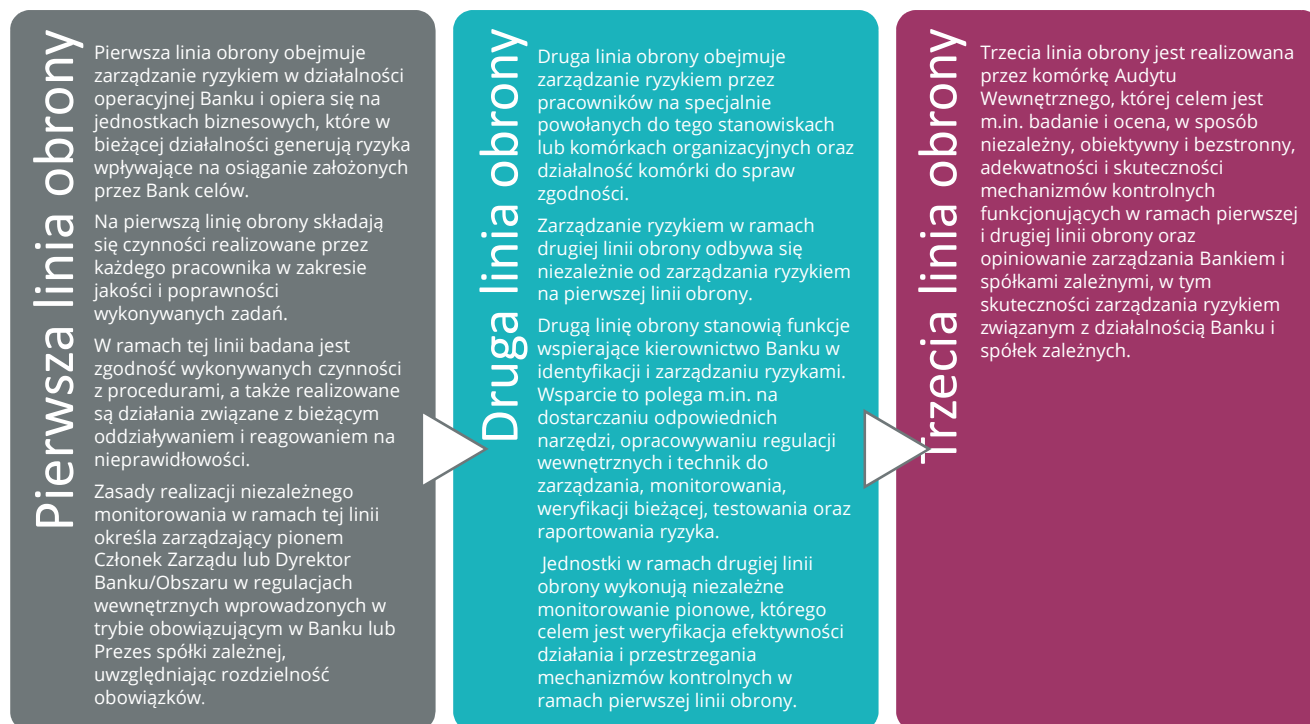 Pierwsza linia obrony
Pierwsza linia obrony obejmuje
zarządzanie ryzykiem w działalności
operacyjnej Banku i opiera się na
jednostkach biznesowych, które w
bieżącej działalności generują ryzyka
wpływające na osiąganie założonych
przez Bank celów.
Na pierwszą linię obrony składają
się czynności realizowane przez
każdego pracownika w zakresie
jakości i poprawności
wykonywanych zadań.
W ramach tej linii badana jest
zgodność wykonywanych czynności
z procedurami, a także realizowane
są działania związane z bieżącym
oddziaływaniem i reagowaniem na
nieprawidłowości.
Zasady realizacji niezależnego
monitorowania w ramach tej linii
określa zarządzający pionem
Członek Zarządu lub Dyrektor
Banku/Obszaru w regulacjach
wewnętrznych wprowadzonych w
trybie obowiązującym w Banku lub
Prezes spółki zależnej,
uwzględniając rozdzielność
obowiązków.
Druga linia obrony
Druga linia obrony obejmuje
zarządzanie ryzykiem przez
pracowników na specjalnie
powołanych do tego stanowiskach
lub komórkach organizacyjnych oraz
działalność komórki do spraw
zgodności.
Zarządzanie ryzykiem w ramach
drugiej linii obrony odbywa się
niezależnie od zarządzania ryzykiem
na pierwszej linii obrony.
Drugą linię obrony stanowią funkcje
wspierające kierownictwo Banku w
identyfikacji i zarządzaniu ryzykami.
Wsparcie to polega m.in. na
dostarczaniu odpowiednich
narzędzi, opracowywaniu regulacji
wewnętrznych i technik do
zarządzania, monitorowania,
weryfikacji bieżącej, testowania oraz
raportowania ryzyka.
Jednostki w ramach drugiej linii
obrony wykonują niezależne
monitorowanie pionowe, którego
celem jest weryfikacja efektywności
działania i przestrzegania
mechanizmów kontrolnych w
ramach pierwszej linii obrony.
Trzecia linia obrony
Trzecia linia obrony jest realizowana
przez komórkę Audytu
Wewnętrznego, której celem jest
m.in. badanie i ocena, w sposób
niezależny, obiektywny i bezstronny,
adekwatności i skuteczności
mechanizmów kontrolnych
funkcjonujących w ramach pierwszej
i drugiej linii obrony oraz
opiniowanie zarządzania Bankiem i
spółkami zależnymi, w tym
skuteczności zarządzania ryzykiem
związanym z działalnością Banku i
spółek zależnych.